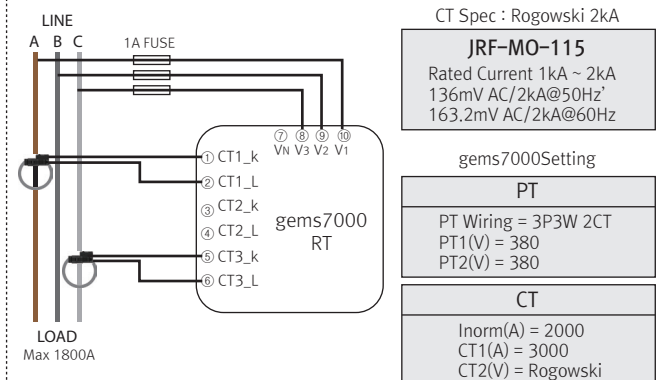 LINE
A B C
1A FUSE
⑦ ⑧ ⑨ ⑩
VN V3 V2 V1
① CT1_k
② CT1_L
③ CT2_k
④ CT2_L
⑤ CT3_k
⑥ CT3_L
gems7000
RT
LOAD
Max 1800A
CT Spec : Rogowski 2kA
JRF-MO-115
Rated Current 1kA ~ 2kA
136mV AC/2kA@50Hz'
163.2mV AC/2kA@60Hz
gems7000Setting
PT
PT Wiring = 3P3W 2CT
PT1(V) = 380
PT2(V) = 380
CT
Inorm(A) = 2000
CT1(A) = 3000
CT2(V) = Rogowski